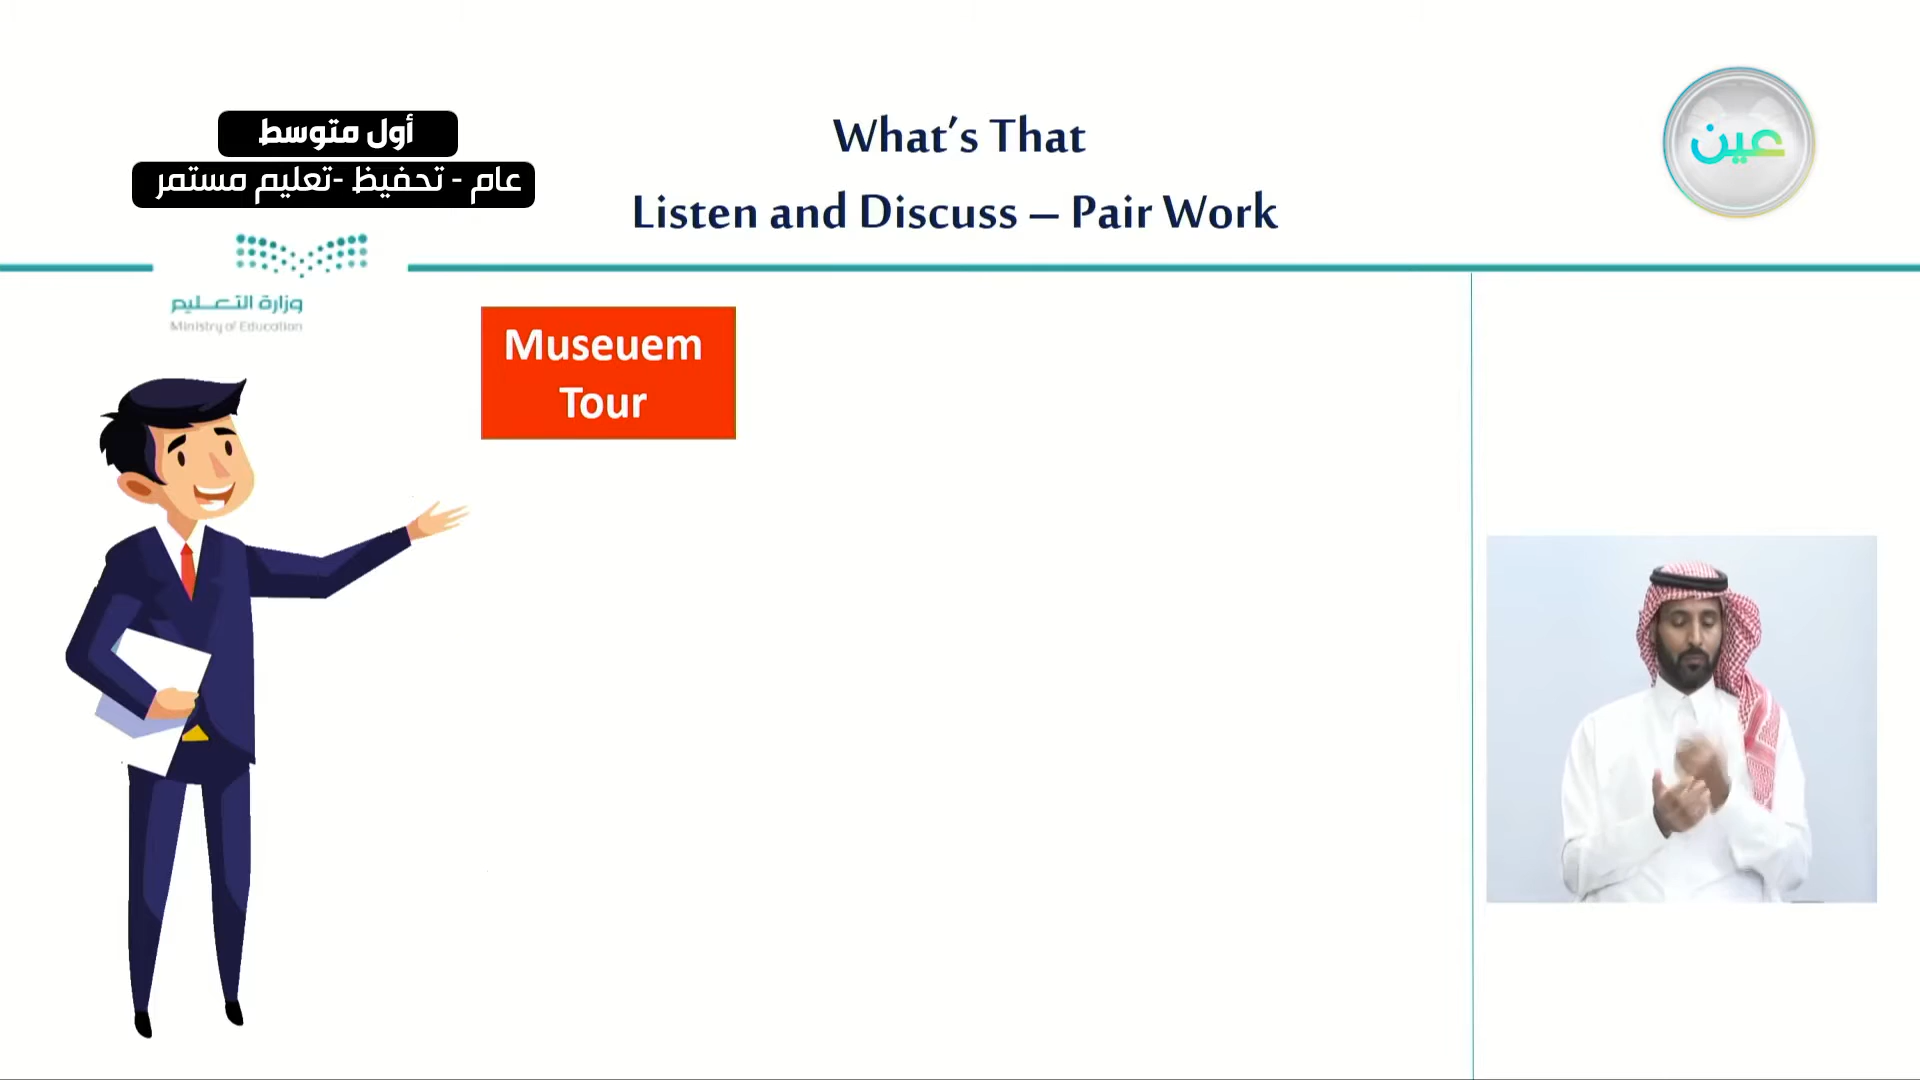 أول متوسط
عام - تحفيظ -تعليم مستمر
What's That
Listen and Discuss – Pair Work
عين
وزارة التعليم
Ministry of Education
Museuem
Tour